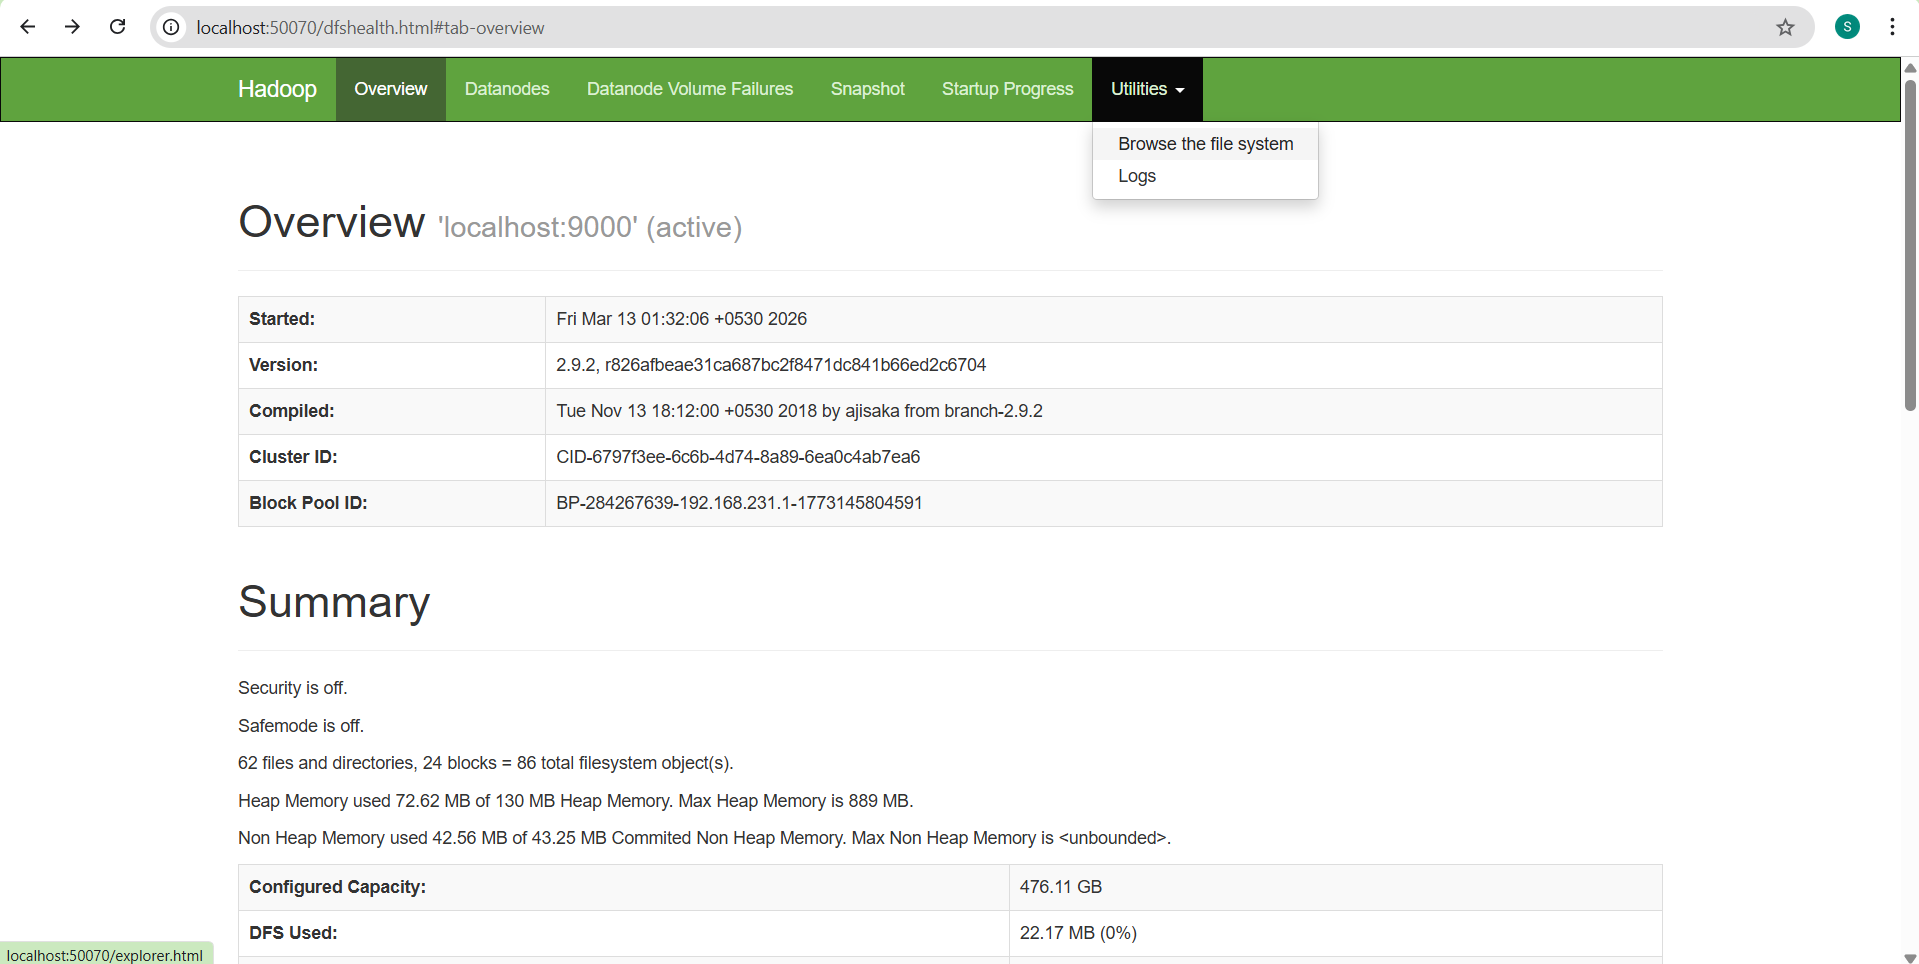 localhost:50070/dfshealth.html#tab-overview
S
Hadoop Overview Datanodes Datanode Volume Failures Snapshot Startup Progress Utilities
Browse the file system
Logs
Overview 'localhost:9000' (active)
Started: Fri Mar 13 01:32:06 +0530 2026
Version: 2.9.2, r826afbeae31ca687bc2f8471dc841b66ed2c6704
Compiled: Tue Nov 13 18:12:00 +0530 2018 by ajisaka from branch-2.9.2
Cluster ID: CID-6797f3ee-6c6b-4d74-8a89-6ea0c4ab7ea6
Block Pool ID: BP-284267639-192.168.231.1-1773145804591
Summary
Security is off.
Safemode is off.
62 files and directories, 24 blocks = 86 total filesystem object(s).
Heap Memory used 72.62 MB of 130 MB Heap Memory. Max Heap Memory is 889 MB.
Non Heap Memory used 42.56 MB of 43.25 MB Commited Non Heap Memory. Max Non Heap Memory is <unbounded>.
Configured Capacity: 476.11 GB
DFS Used: 22.17 MB (0%)
localhost:50070/explorer.html